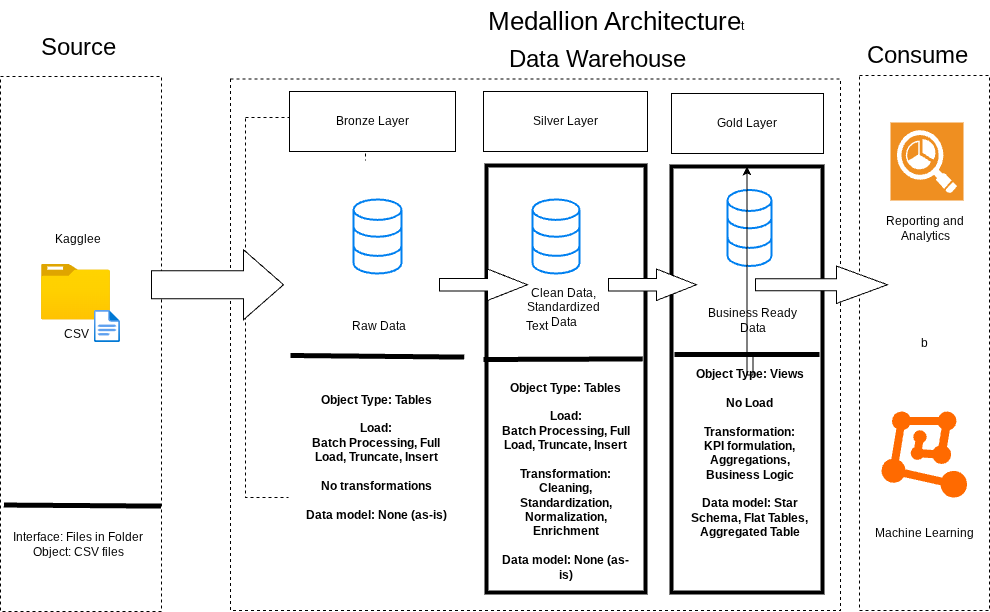 Medallion Architecturet
Source
Data Warehouse
Consume
Bronze Layer
Silver Layer
Gold Layer
Kagglee
CSV
Interface: Files in Folder
Object: CSV files
Raw Data
Object Type: Tables
Load:
Batch Processing, Full
Load, Truncate, Insert
No transformations
Data model: None (as-is)
Clean Data,
Standardized
Data
Text
Object Type: Tables
Load:
Batch Processing, Full
Load, Truncate, Insert
Transformation:
Cleaning,
Standardization,
Normalization,
Enrichment
Data model: None (as-
is)
Business Ready
Data
Object Type: Views
No Load
Transformation:
KPI formulation,
Aggregations,
Business Logic
Data model: Star
Schema, Flat Tables,
Aggregated Table
Reporting and
Analytics
b
Machine Learning